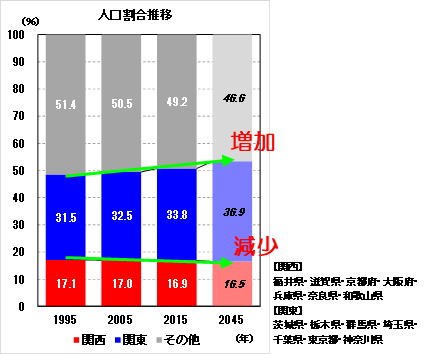 人口割合推移
(%)
100
90
80
70
60
50
40
30
20
10
0
51.4 50.5 49.2 46.6
増加
31.5 32.5 33.8 36.9
減少
17.1 17.0 16.9 16.5
1995 2005 2015 2045 (年)
関西 関東 その他
【関西】
福井県・滋賀県・京都府・大阪府・
兵庫県・奈良県・和歌山県
【関東】
茨城県・栃木県・群馬県・埼玉県・
千葉県・東京都・神奈川県